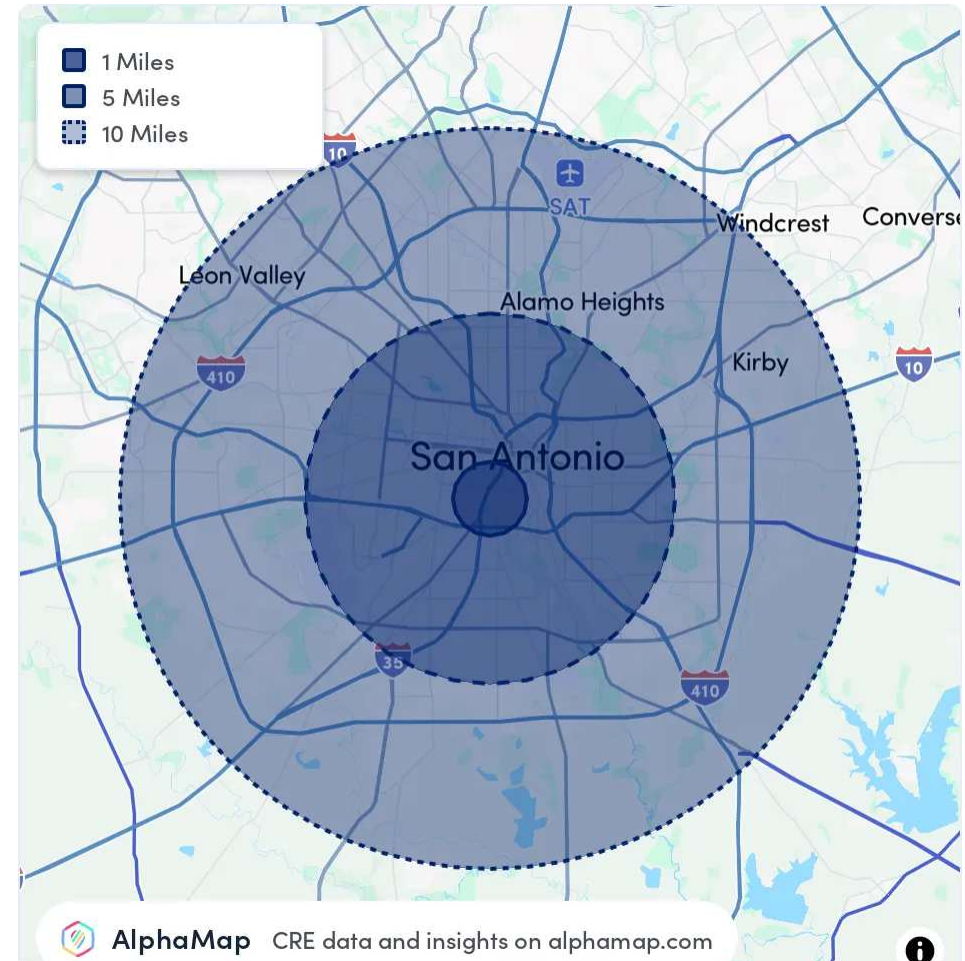 1 Miles
5 Miles
10 Miles
10
SAT
Windcrest
Converse
Leon Valley
Alamo Heights
Kirby
10
410
San Antonio
35
410
AlphaMap CRE data and insights on alphamap.com
i